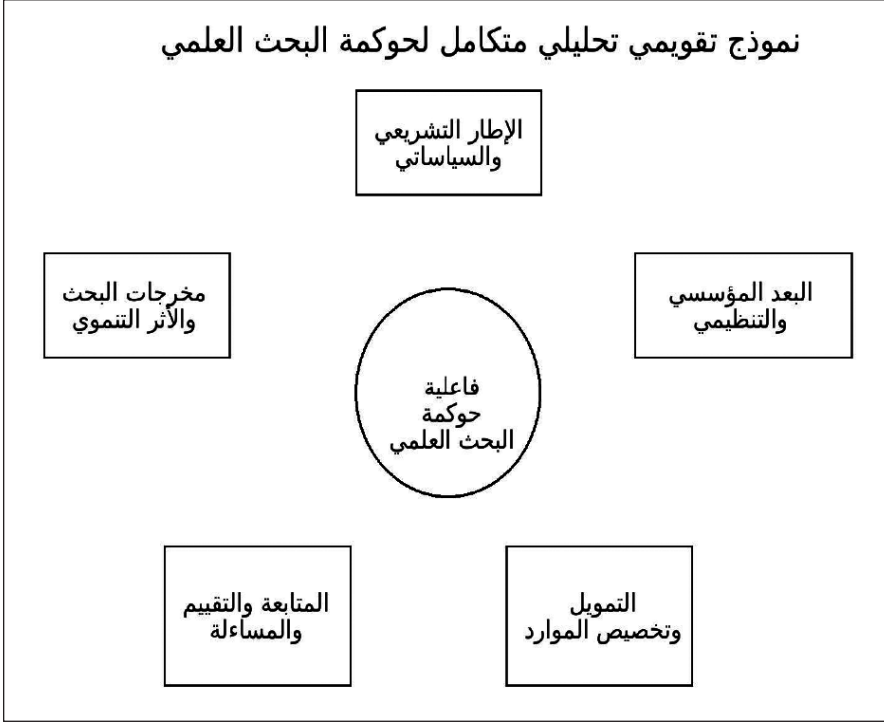 نموذج تقويمي تحليلي متكامل لحوكمة البحث العلمي
الإطار التشريعي
والسياساتي
البعد المؤسسي
والتنظيمي
مخرجات البحث
والأثر التنموي
فاعلية
حوكمة
البحث العلمي
التمويل
وتخصيص الموارد
المتابعة والتقييم
والمساءلة